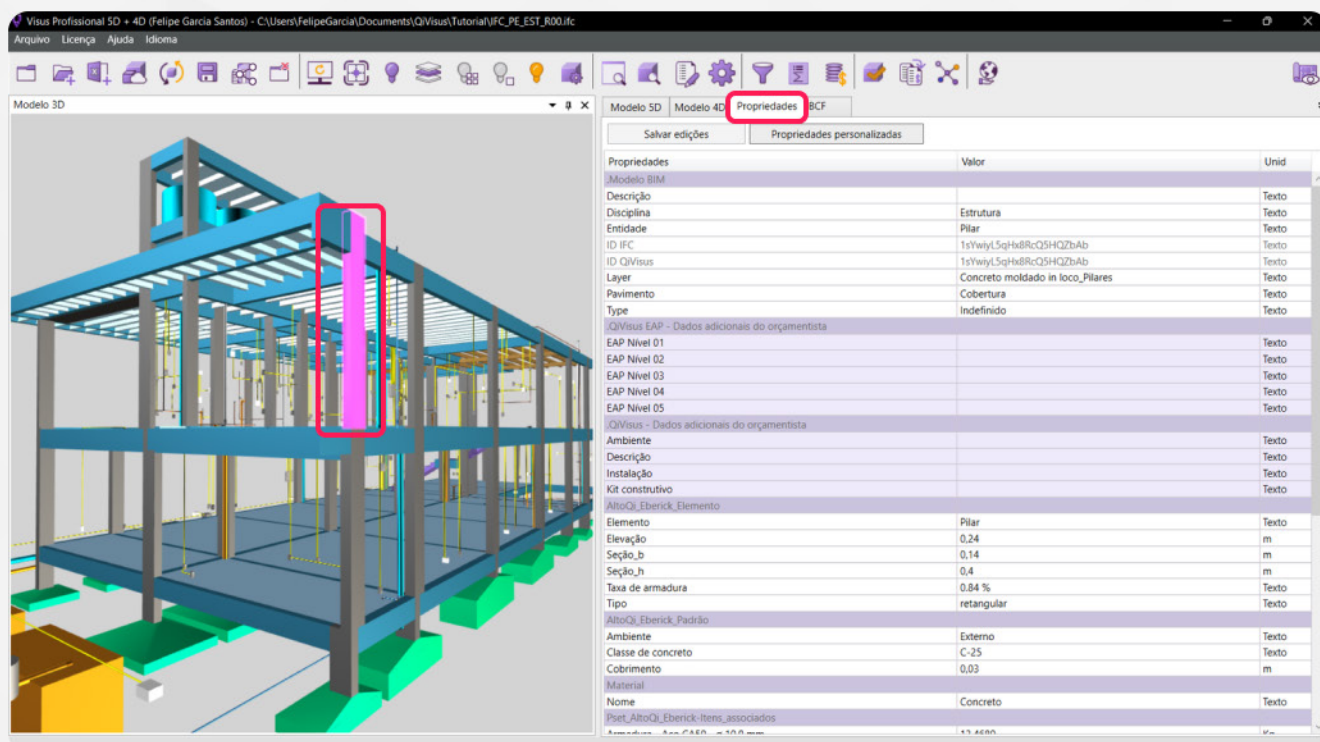 Visus Profissional 5D + 4D (Felipe Garcia Santos) - C:\Users\FelipeGarcia\Documents\QiVisus\Tutorial\IFC_PE_EST_R00.ifc
Arquivo Licença Ajuda Idioma
Modelo 3D
Modelo 5D Modelo 4D Propriedades BCF
Salvar edições Propriedades personalizadas
Propriedades Valor Unid
.Modelo BIM
Descrição Texto
Disciplina Estrutura Texto
Entidade Pilar Texto
ID IFC 1sYwiyL5qHx8RcQ5HQZbAb Texto
ID QiVisus 1sYwiyL5qHx8RcQ5HQZbAb Texto
Layer Concreto moldado in loco_Pilares Texto
Pavimento Cobertura Texto
Type Indefinido Texto
.QiVisus EAP - Dados adicionais do orçamentista
EAP Nível 01 Texto
EAP Nível 02 Texto
EAP Nível 03 Texto
EAP Nível 04 Texto
EAP Nível 05 Texto
.QiVisus - Dados adicionais do orçamentista
Ambiente Texto
Descrição Texto
Instalação Texto
Kit construtivo Texto
AltoQi_Eberick_Elemento
Elemento Pilar Texto
Elevação 0,24 m
Seção_b 0,14 m
Seção_h 0,4 m
Taxa de armadura 0.84 % Texto
Tipo retangular Texto
AltoQi_Eberick_Padrão
Ambiente Externo Texto
Classe de concreto C-25 Texto
Cobrimento 0,03 m
Material
Nome Concreto Texto
Pset_AltoQi_Eberick-Itens_associados